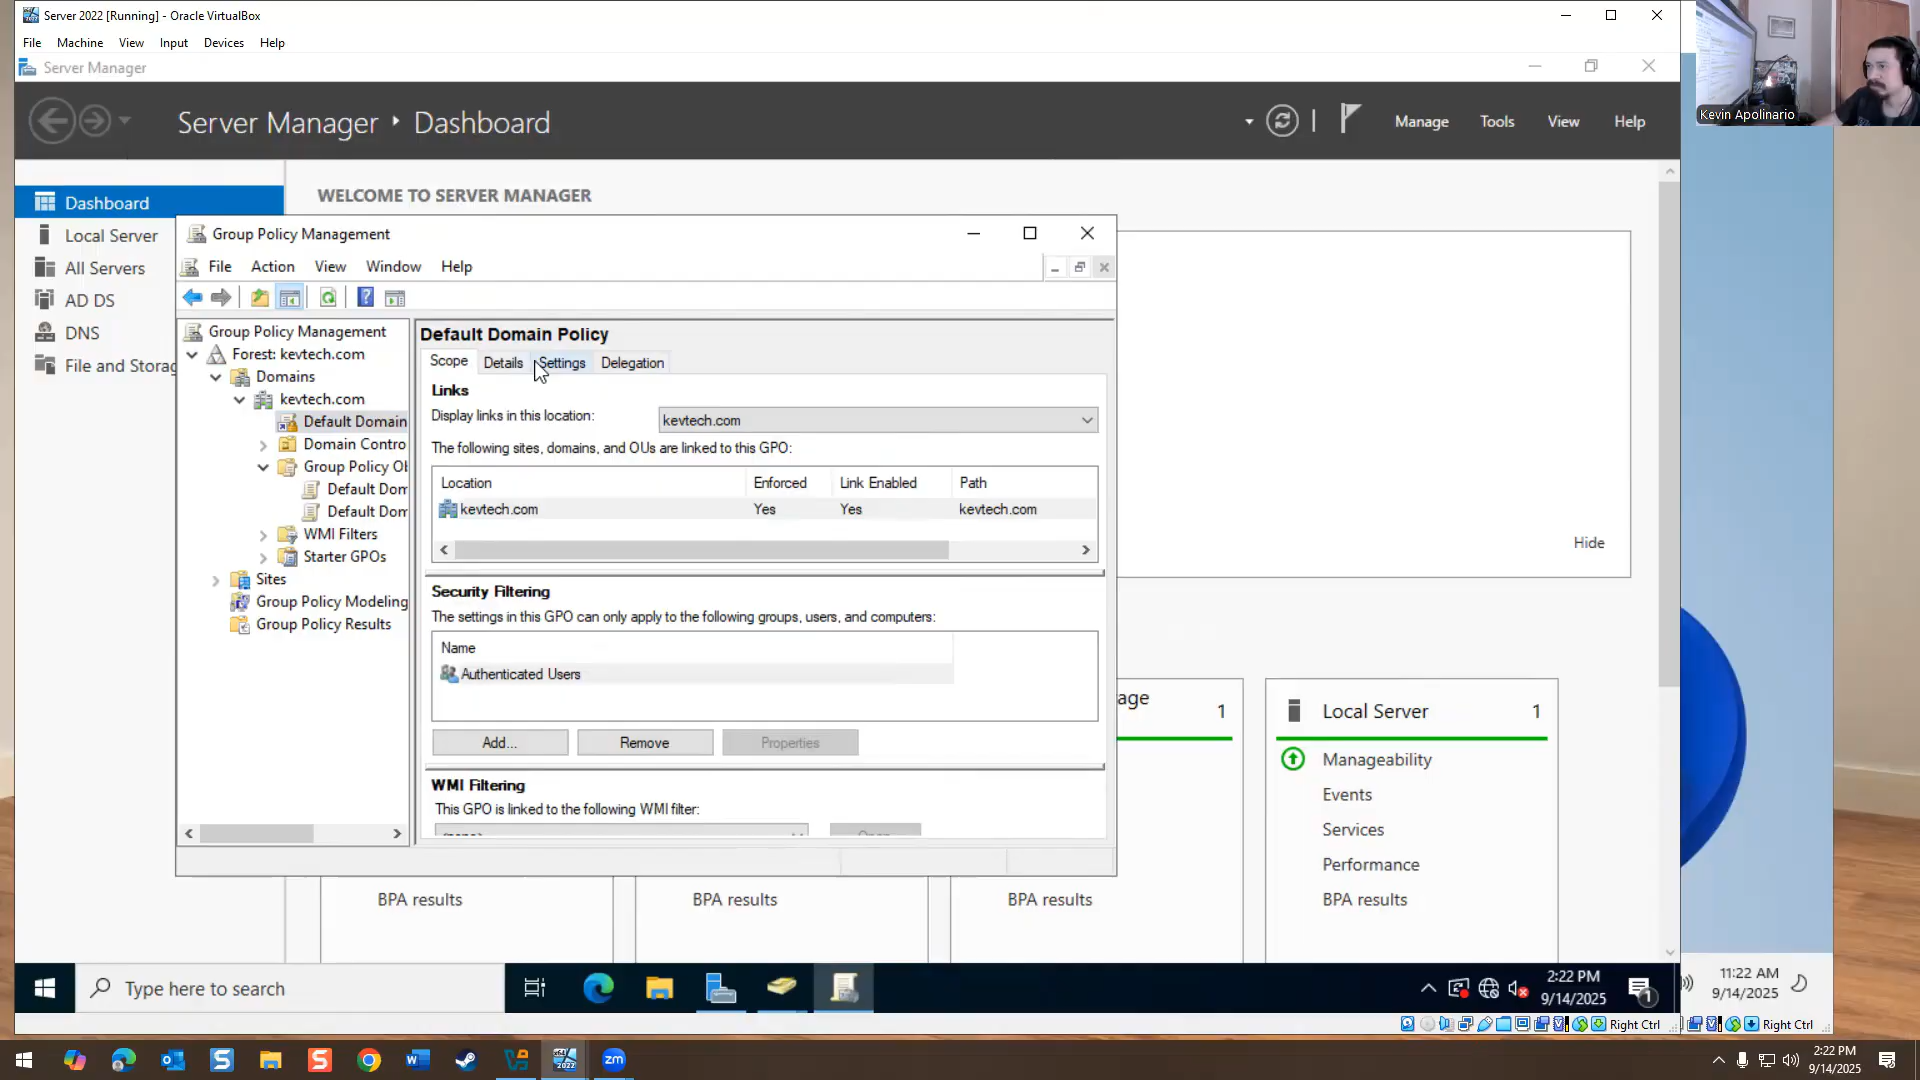 Server 2022 [Running] - Oracle VirtualBox
File Machine View Input Devices Help
Server Manager
Kevin Apolinario
Server Manager Dashboard
Manage Tools View Help
Dashboard
Local Server
All Servers
AD DS
DNS
File and Storag
WELCOME TO SERVER MANAGER
Group Policy Management
File Action View Window Help
Group Policy Management
Forest: kevtech.com
Domains
kevtech.com
Default Domain
Domain Contro
Group Policy Ob
Default Dom
Default Dom
WMI Filters
Starter GPOs
Sites
Group Policy Modeling
Group Policy Results
Default Domain Policy
Scope Details Settings Delegation
Links
Display links in this location: kevtech.com
The following sites, domains, and OUs are linked to this GPO:
Location Enforced Link Enabled Path
kevtech.com Yes Yes kevtech.com
Security Filtering
The settings in this GPO can only apply to the following groups, users, and computers:
Name
Authenticated Users
Add... Remove Properties
WMI Filtering
This GPO is linked to the following WMI filter:
Hide
age 1
Local Server 1
Manageability
Events
Services
Performance
BPA results BPA results BPA results BPA results
Type here to search
2:22 PM
9/14/2025
1
11:22 AM
9/14/2025
Right Ctrl
Right Ctrl
2:22 PM
9/14/2025